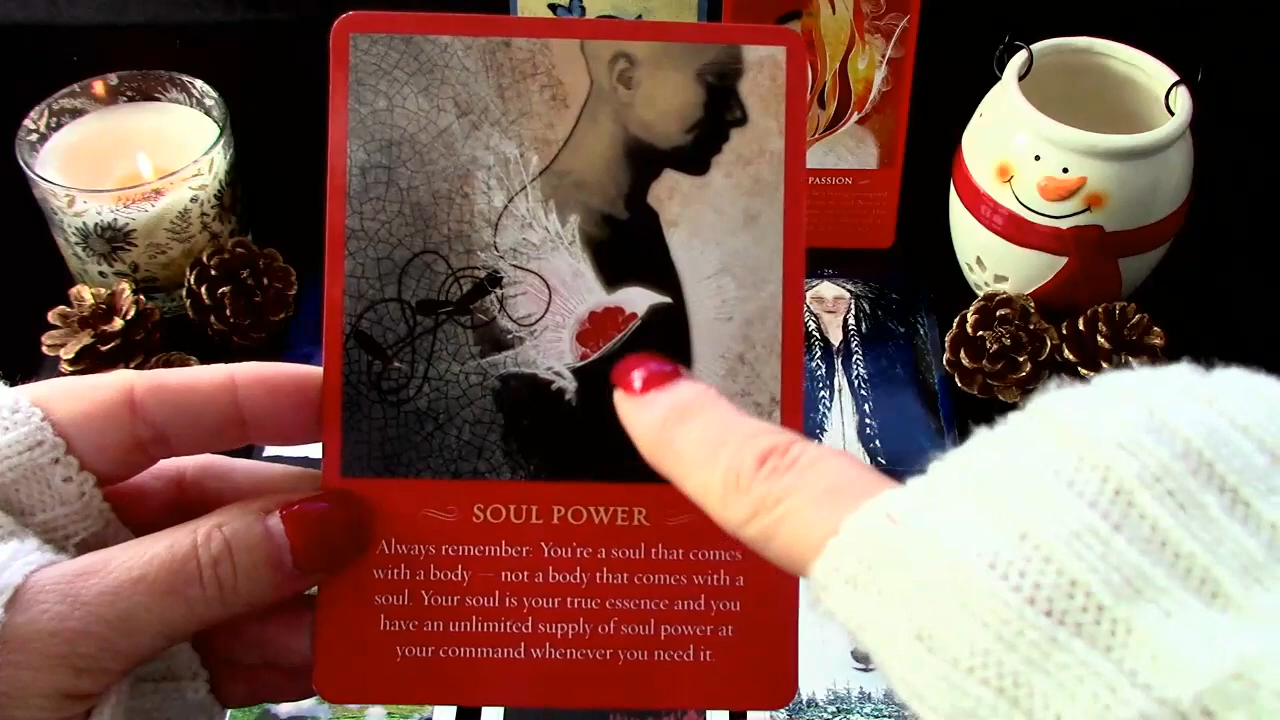 PASSION
25
SOUL POWER
Always remember: You're a soul that comes
with a body — not a body that comes with a
soul. Your soul is your true essence and you
have an unlimited supply of soul power at
your command whenever you need it.